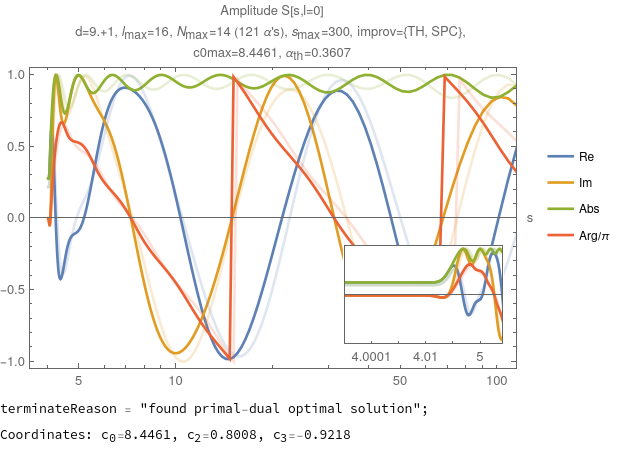 Amplitude S[s,l=0]
d=9.+1, lmax=16, Nmax=14 (121 α's), smax=300, improv={TH, SPC},
c0max=8.4461, αth=0.3607
1.0
0.5
0.0
−0.5
−1.0
s
5
10
50
100
4.0001
4.01
5
Re
Im
Abs
Arg/π
terminateReason = "found primal-dual optimal solution";
Coordinates: c0=8.4461, c2=0.8008, c3=-0.9218